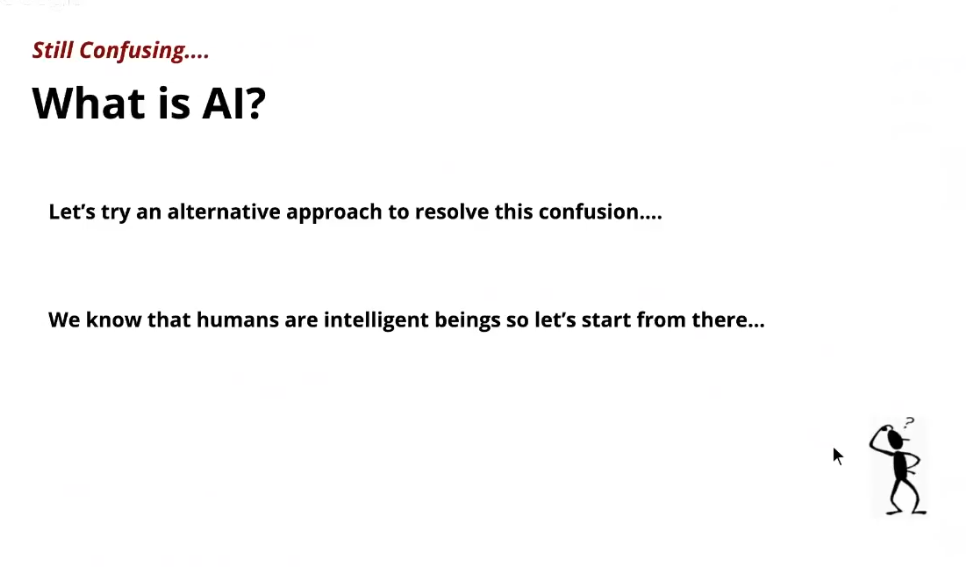 Still Confusing....
What is AI?
Let's try an alternative approach to resolve this confusion....
We know that humans are intelligent beings so let's start from there...
?